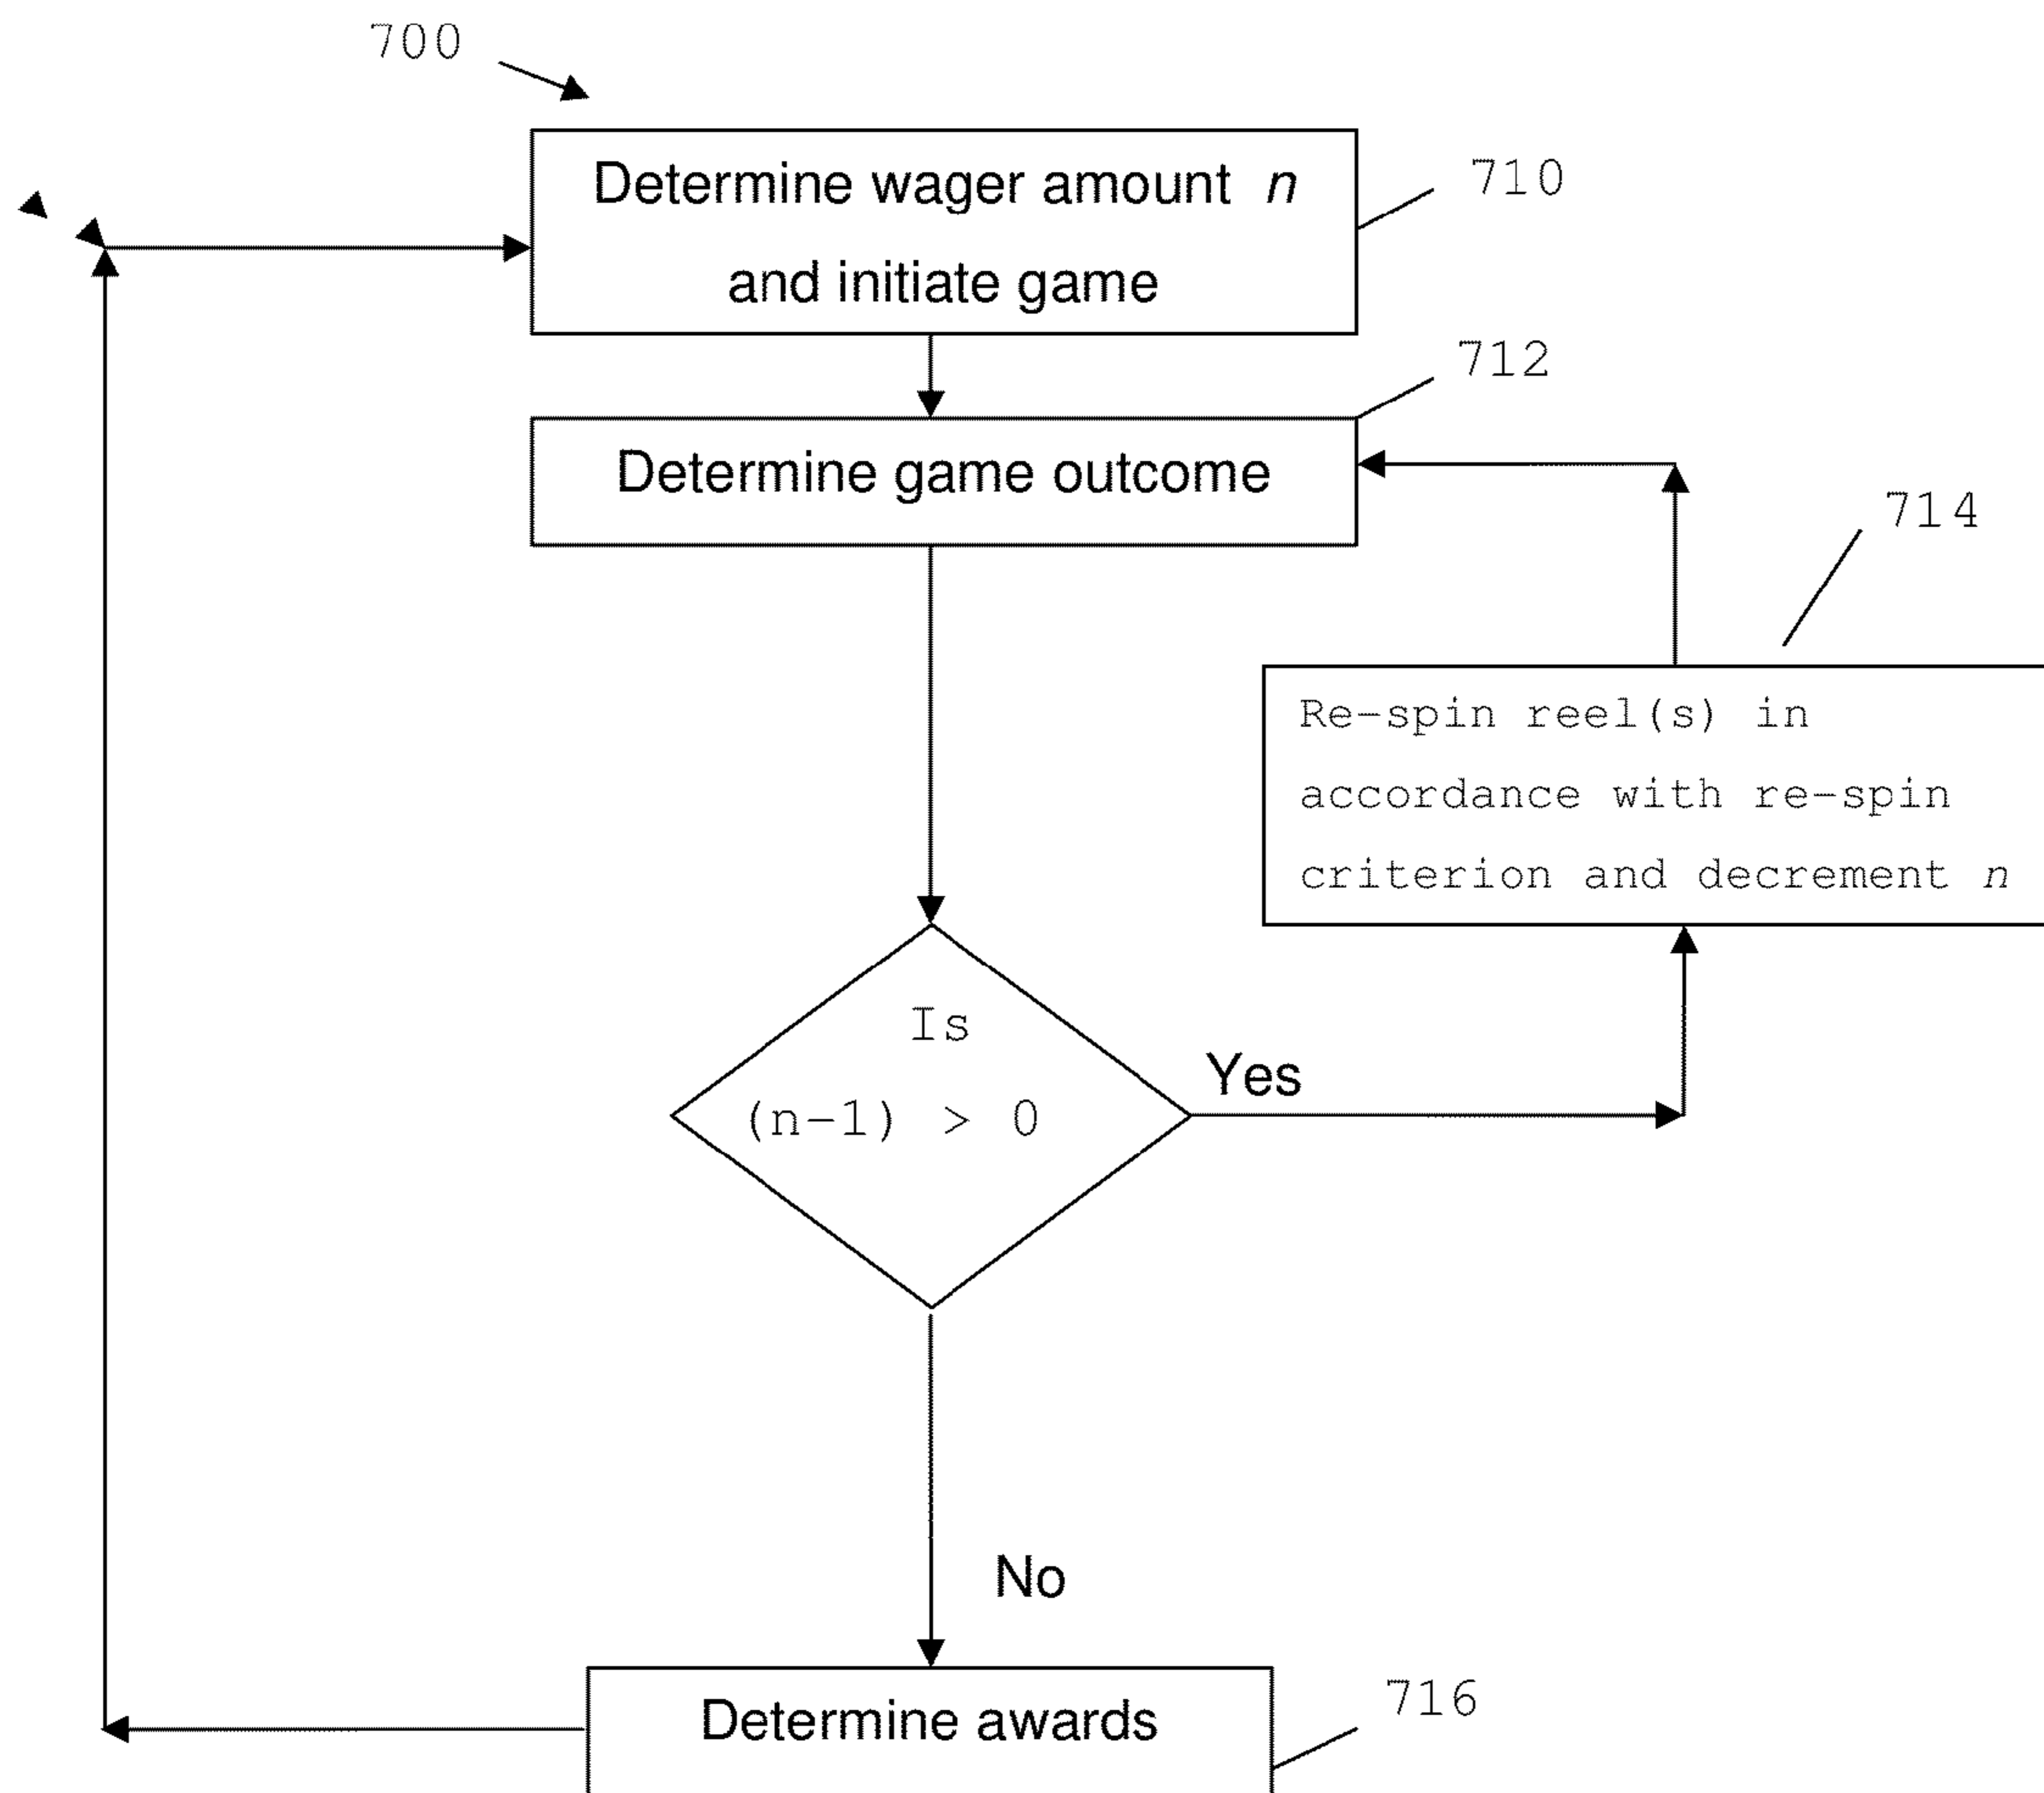 700
Determine wager amount n
and initiate game
710
712
Determine game outcome
714
Re-spin reel(s) in
accordance with re-spin
criterion and decrement n
Is
(n-1) > 0
Yes
No
716
Determine awards